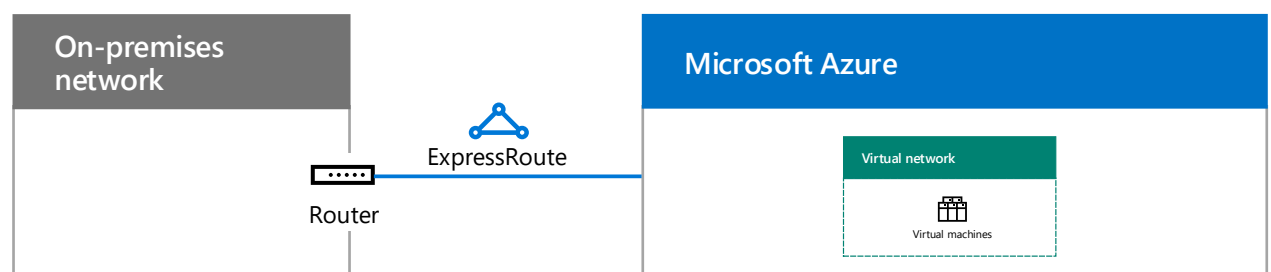 On-premises
network
Microsoft Azure
ExpressRoute
Router
Virtual network
Virtual machines